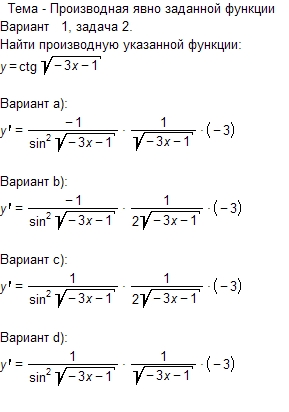 Тема - Производная явно заданной функции
Вариант 1, задача 2.
Найти производную указанной функции:
y = ctg √(−3x−1)
Вариант a):
y' = −1/(sin² √(−3x−1)) · 1/√(−3x−1) · (−3)
Вариант b):
y' = −1/(sin² √(−3x−1)) · 1/(2√(−3x−1)) · (−3)
Вариант c):
y' = 1/(sin² √(−3x−1)) · 1/(2√(−3x−1)) · (−3)
Вариант d):
y' = 1/(sin² √(−3x−1)) · 1/√(−3x−1) · (−3)